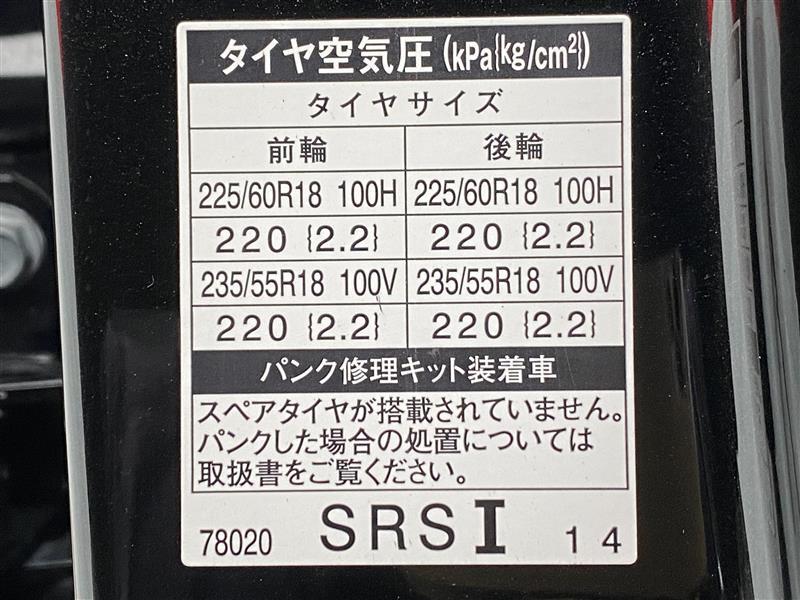 タイヤ空気圧(kPa{kg/cm²})
タイヤサイズ
前輪 後輪
225/60R18 100H 225/60R18 100H
220 {2.2} 220 {2.2}
235/55R18 100V 235/55R18 100V
220 {2.2} 220 {2.2}
パンク修理キット装着車
スペアタイヤが搭載されていません。
パンクした場合の処置については
取扱書をご覧ください。
78020 SRSI 14